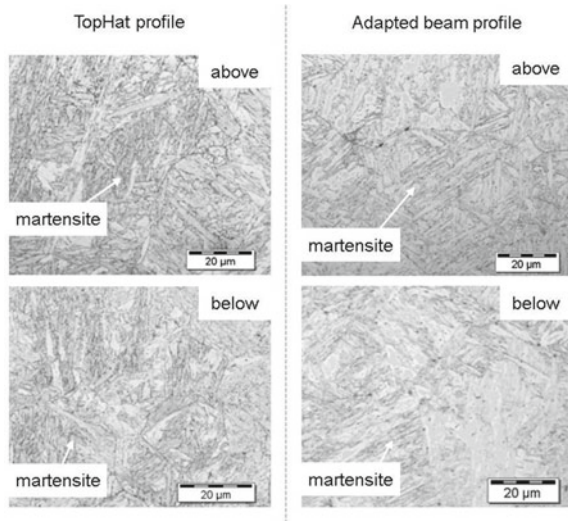 TopHat profile
Adapted beam profile
above
martensite
20 µm
above
martensite
20 µm
below
martensite
20 µm
below
martensite
20 µm